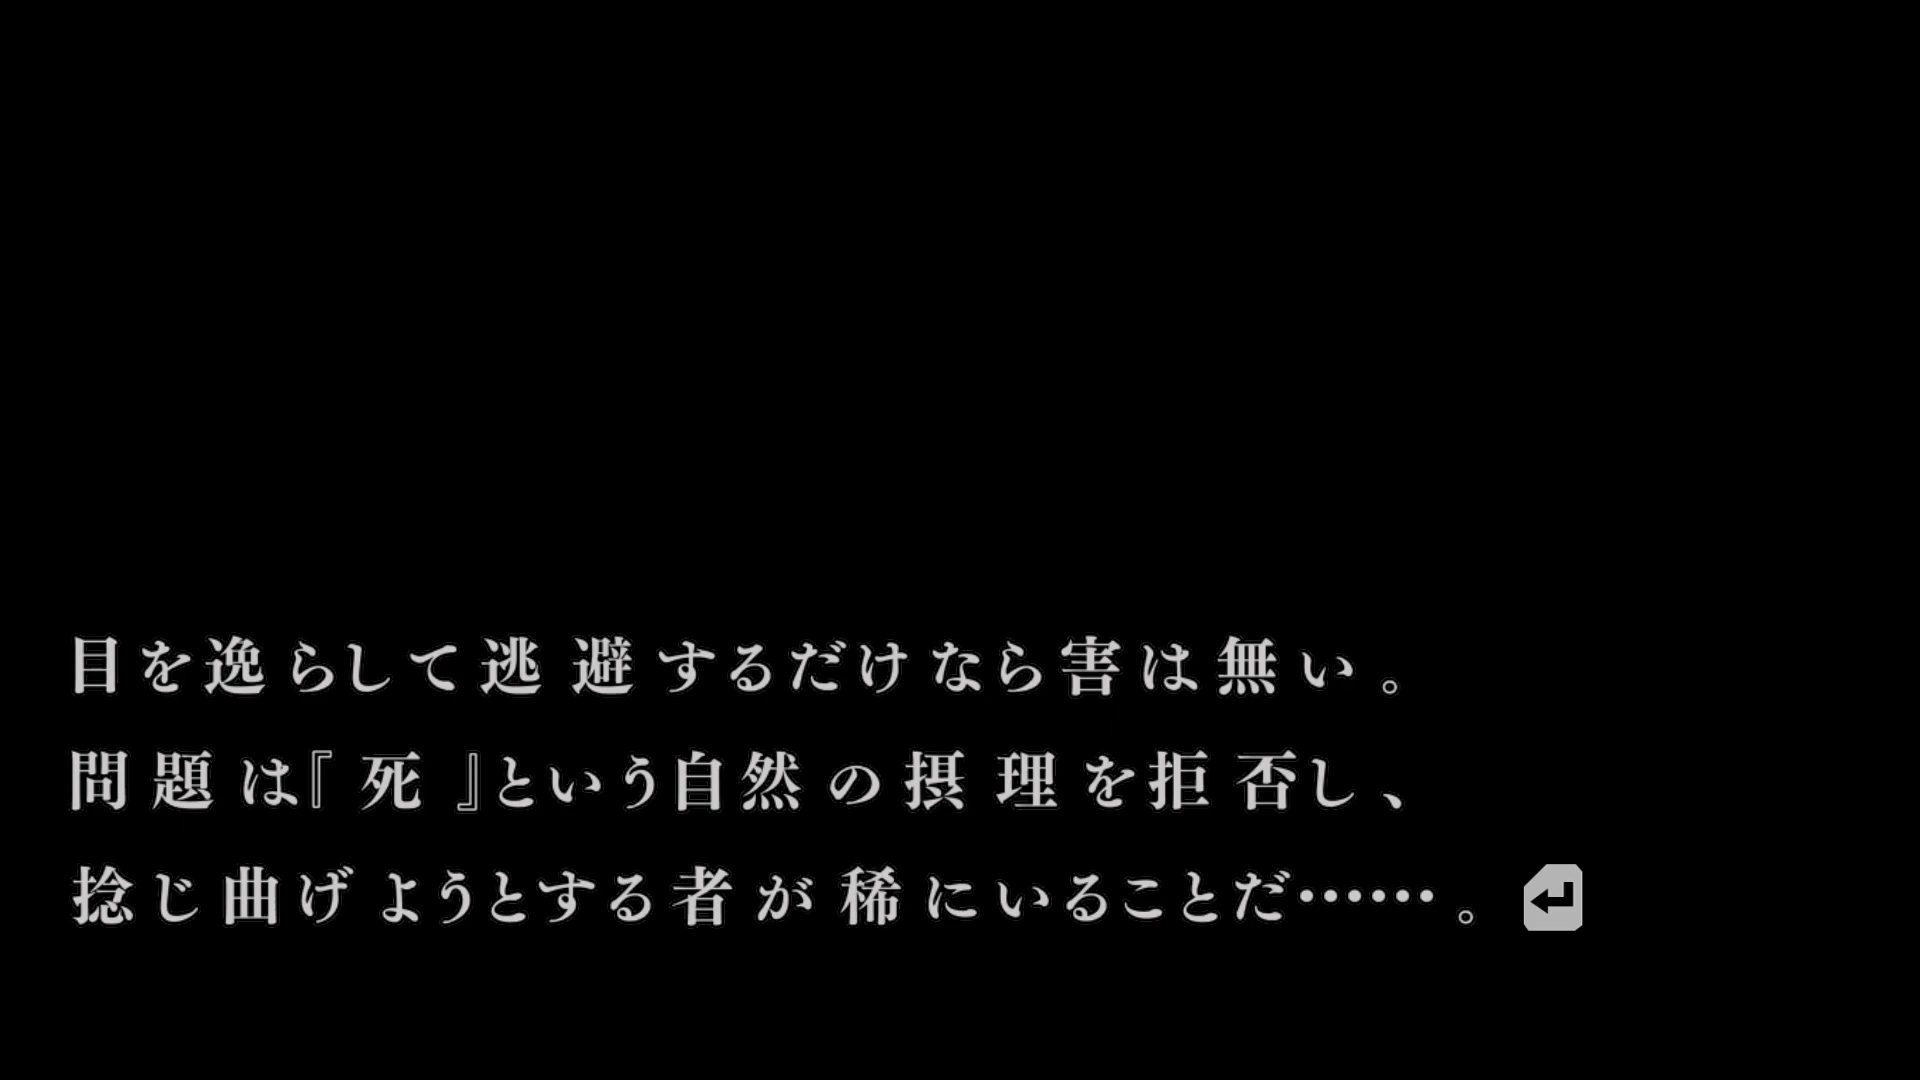 目を逸らして逃避するだけなら害は無い。
問題は『死』という自然の摂理を拒否し、
捻じ曲げようとする者が稀にいることだ……。